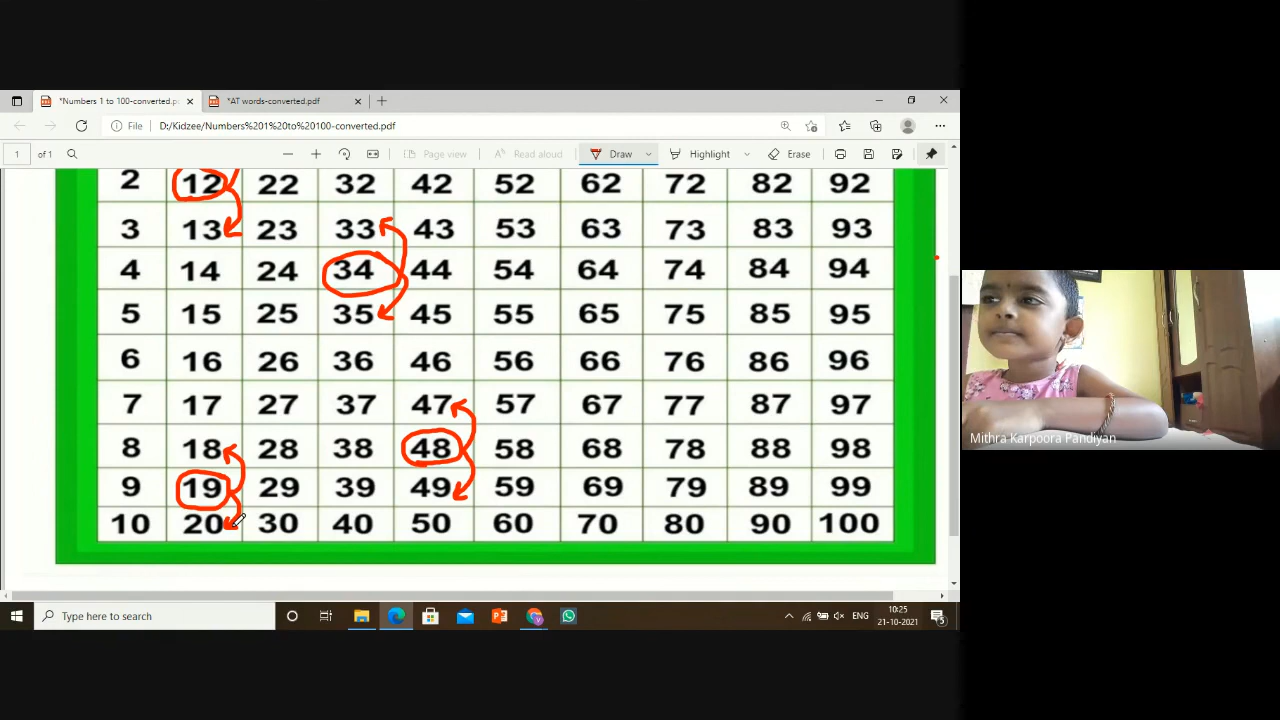 *Numbers 1 to 100-converted.p
*AT words-converted.pdf
File D:/Kidzee/Numbers%201%20to%20100-converted.pdf
1 of 1 Page view Read aloud Draw Highlight Erase
2 12 22 32 42 52 62 72 82 92
3 13 23 33 43 53 63 73 83 93
4 14 24 34 44 54 64 74 84 94
5 15 25 35 45 55 65 75 85 95
6 16 26 36 46 56 66 76 86 96
7 17 27 37 47 57 67 77 87 97
8 18 28 38 48 58 68 78 88 98
9 19 29 39 49 59 69 79 89 99
10 20 30 40 50 60 70 80 90 100
Mithra Karpoora Pandiyan
Type here to search
ENG
10:25
21-10-2021
5